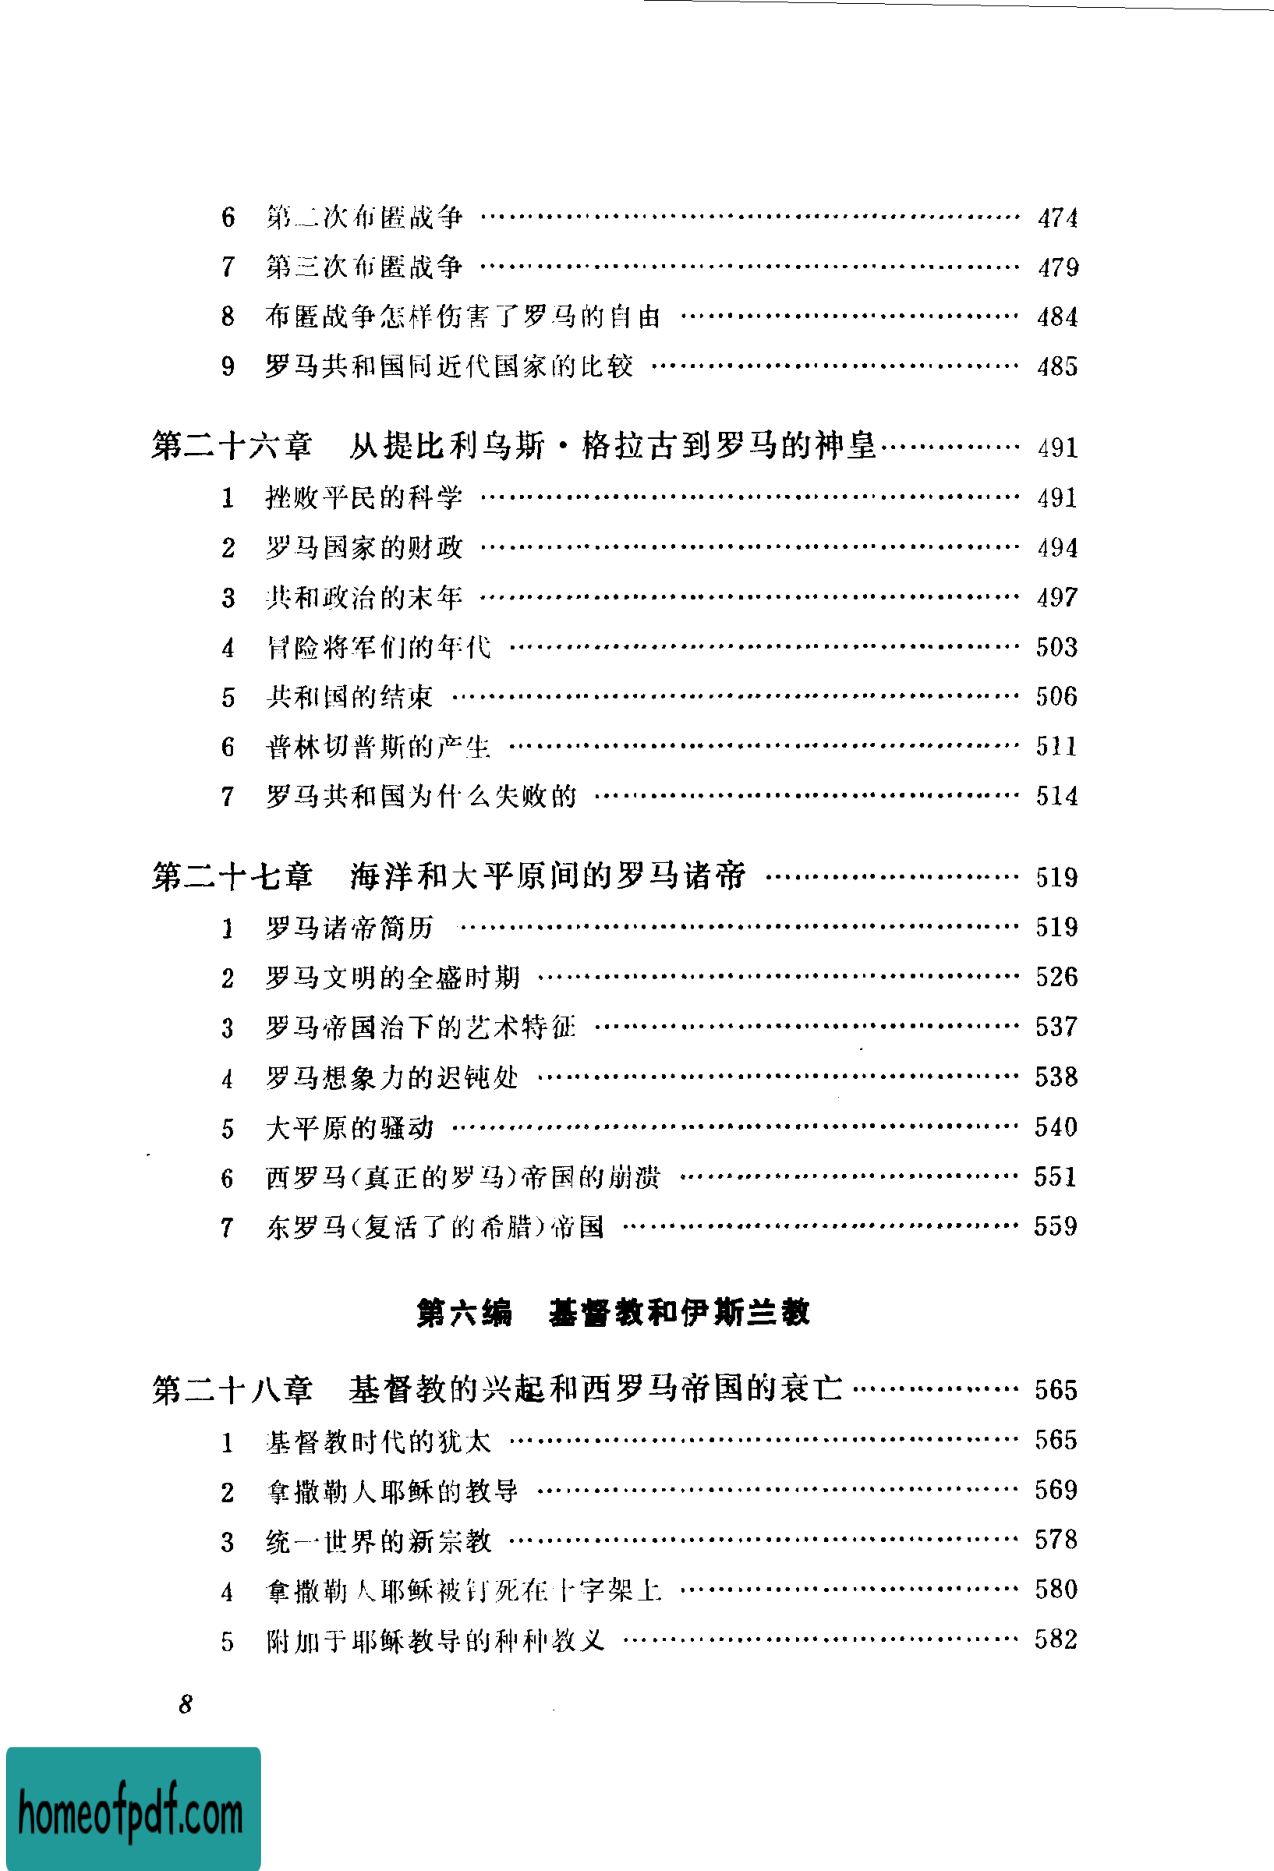 6 第二次布匿战争 …… 474
7 第三次布匿战争 …… 479
8 布匿战争怎样伤害了罗马的自由 …… 484
9 罗马共和国同近代国家的比较 …… 485
第二十六章 从提比利乌斯·格拉古到罗马的神皇 …… 491
1 挫败平民的科学 …… 491
2 罗马国家的财政 …… 494
3 共和政治的末年 …… 497
4 冒险将军们的年代 …… 503
5 共和国的结束 …… 506
6 普林切普斯的产生 …… 511
7 罗马共和国为什么失败的 …… 514
第二十七章 海洋和大平原间的罗马诸帝 …… 519
1 罗马诸帝简历 …… 519
2 罗马文明的全盛时期 …… 526
3 罗马帝国治下的艺术特征 …… 537
4 罗马想象力的迟钝处 …… 538
5 大平原的骚动 …… 540
6 西罗马(真正的罗马)帝国的崩溃 …… 551
7 东罗马(复活了的希腊)帝国 …… 559
第六编 基督教和伊斯兰教
第二十八章 基督教的兴起和西罗马帝国的衰亡 …… 565
1 基督教时代的犹太 …… 565
2 拿撒勒人耶稣的教导 …… 569
3 统一世界的新宗教 …… 578
4 拿撒勒人耶稣被钉死在十字架上 …… 580
5 附加于耶稣教导的种种教义 …… 582
8
homeofpdf.com